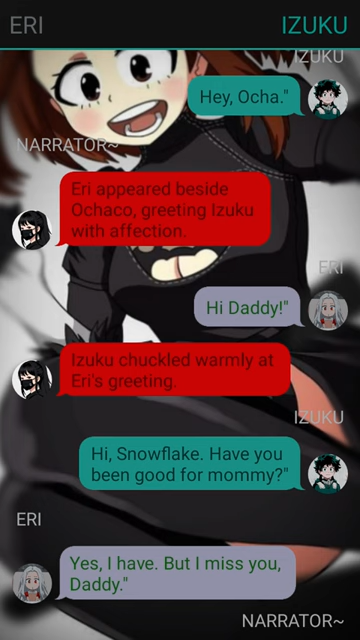 ERI
IZUKU
IZUKU
Hey, Ocha."
NARRATOR~
Eri appeared beside
Ochaco, greeting Izuku
with affection.
ERI
Hi Daddy!"
Izuku chuckled warmly at
Eri's greeting.
IZUKU
Hi, Snowflake. Have you
been good for mommy?"
ERI
Yes, I have. But I miss you,
Daddy."
NARRATOR~